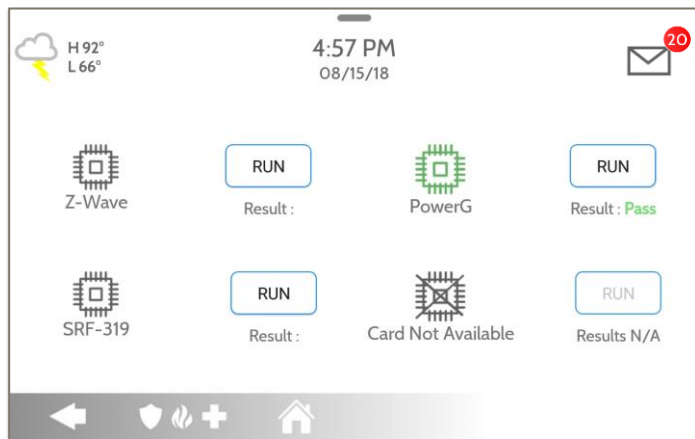 H 92°
L 66°
4:57 PM
08/15/18
20
Z-Wave
RUN
Result :
PowerG
RUN
Result : Pass
SRF-319
RUN
Result :
Card Not Available
RUN
Results N/A